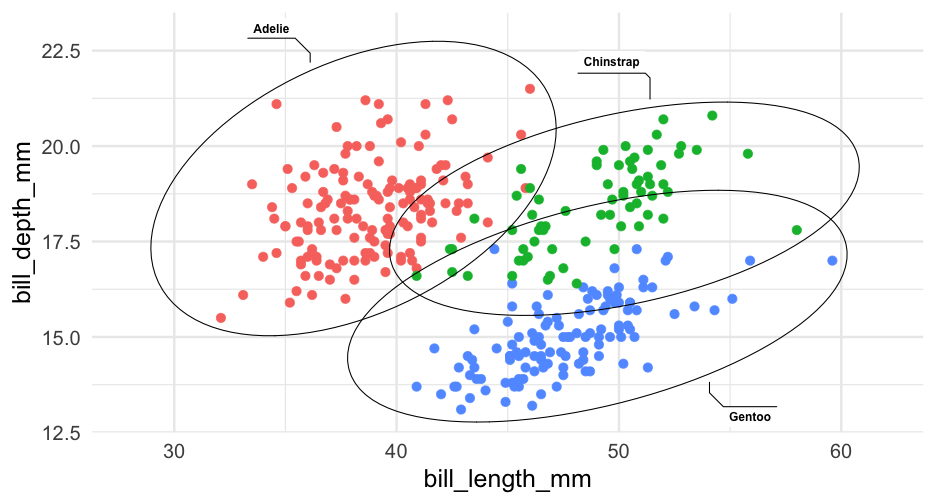 Adelie
Chinstrap
Gentoo
22.5
20.0
17.5
15.0
12.5
bill_depth_mm
30 40 50 60
bill_length_mm